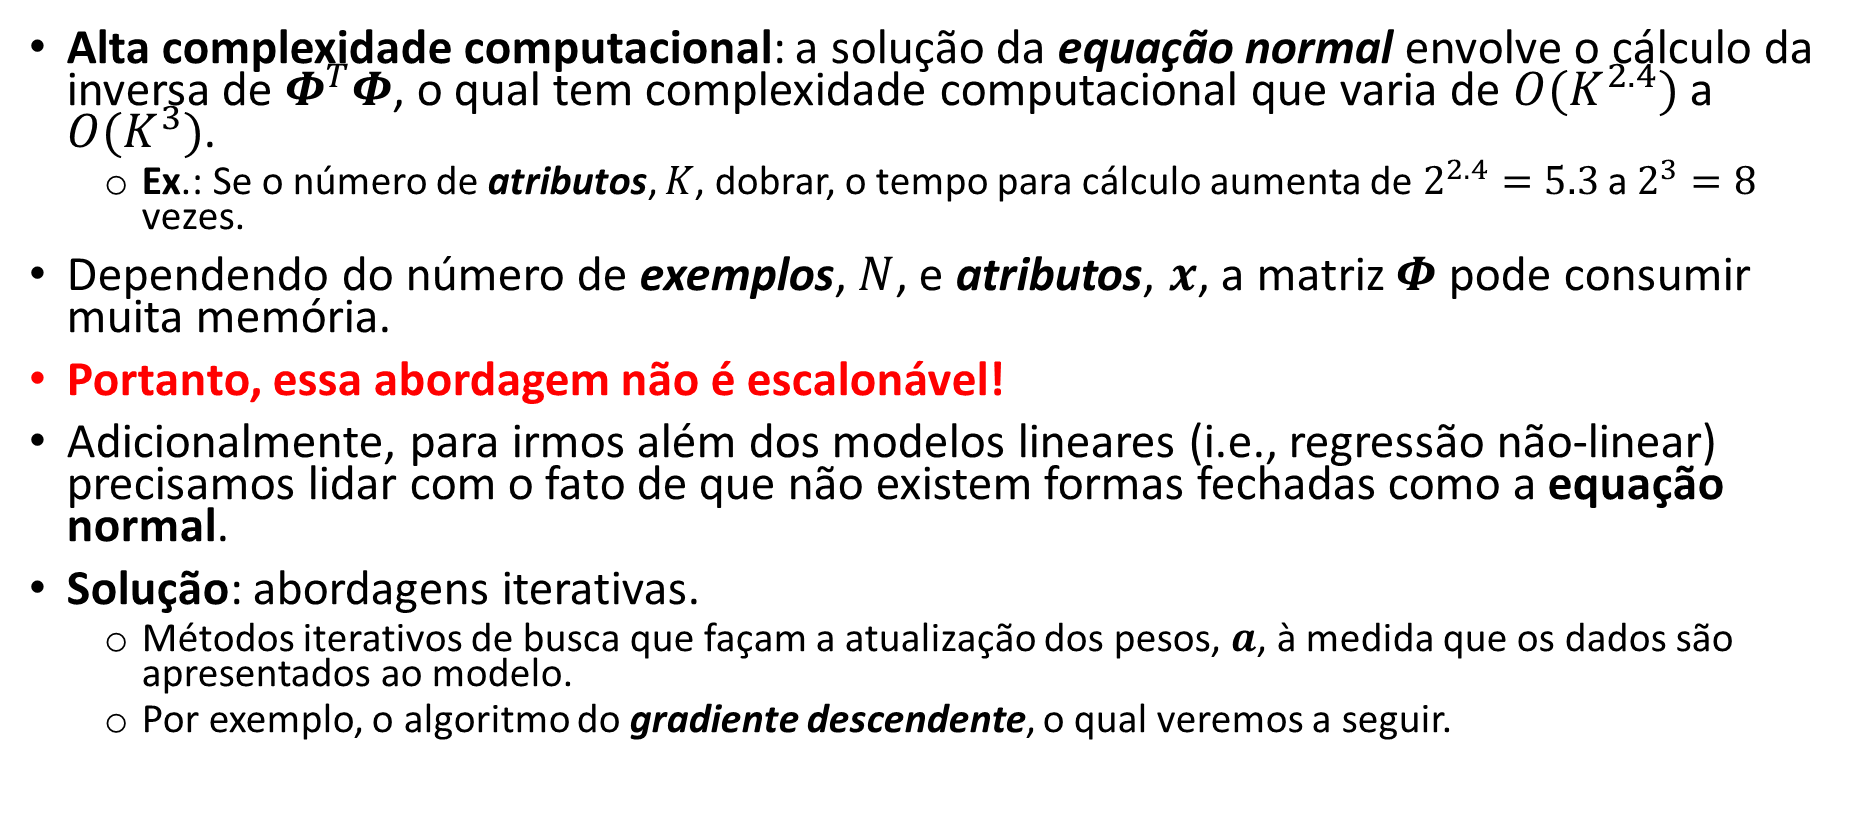 • Alta complexidade computacional: a solução da equação normal envolve o cálculo da
inversa de Φ^T Φ, o qual tem complexidade computacional que varia de O(K^2.4) a
O(K^3).
o Ex.: Se o número de atributos, K, dobrar, o tempo para cálculo aumenta de 2^2.4 = 5.3 a 2^3 = 8
vezes.
• Dependendo do número de exemplos, N, e atributos, x, a matriz Φ pode consumir
muita memória.
• Portanto, essa abordagem não é escalonável!
• Adicionalmente, para irmos além dos modelos lineares (i.e., regressão não-linear)
precisamos lidar com o fato de que não existem formas fechadas como a equação
normal.
• Solução: abordagens iterativas.
o Métodos iterativos de busca que façam a atualização dos pesos, a, à medida que os dados são
apresentados ao modelo.
o Por exemplo, o algoritmo do gradiente descendente, o qual veremos a seguir.